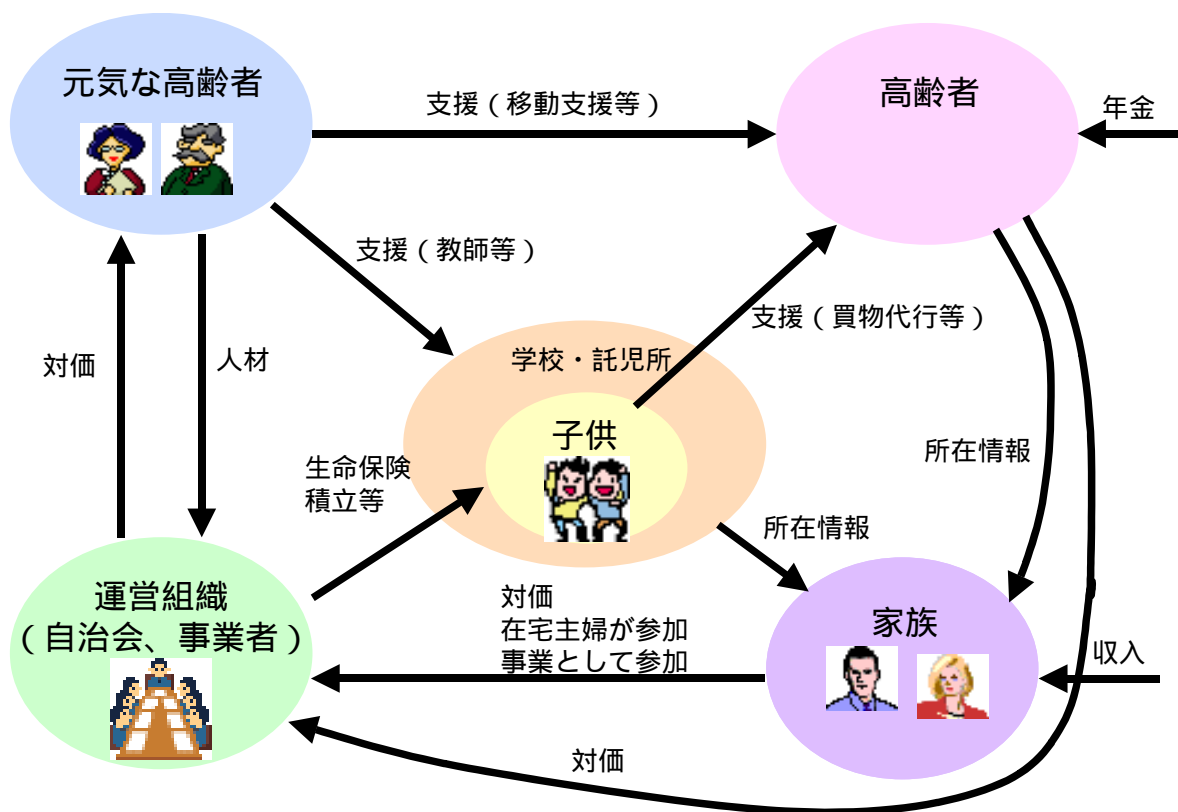 元気な高齢者
高齢者
支援（移動支援等）
年金
支援（教師等）
支援（買物代行等）
対価
人材
学校・託児所
子供
所在情報
生命保険
積立等
所在情報
運営組織
（自治会、事業者）
対価
在宅主婦が参加
事業として参加
家族
収入
対価